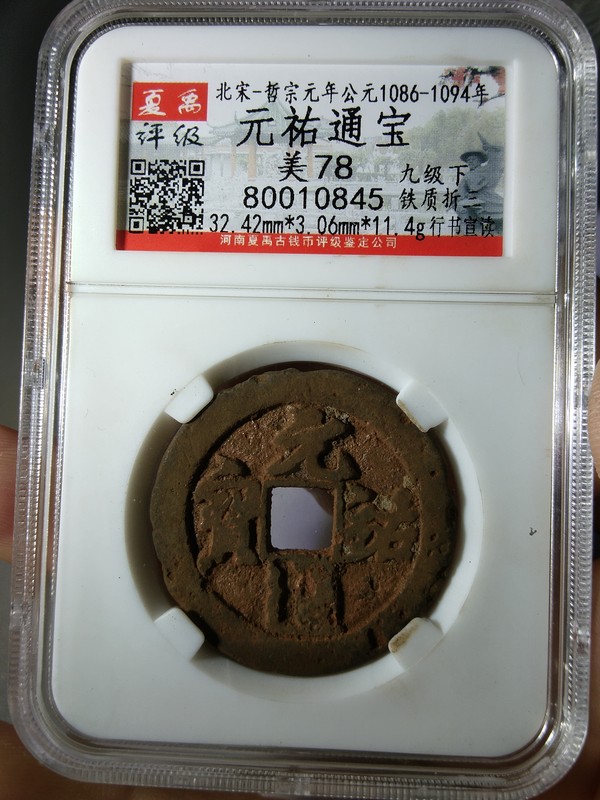 夏禹
评级
北宋-哲宗元年公元1086-1094年
元祐通宝
美78
九级下
80010845
铁质折二
32.42mm*3.06mm*11.4g行书宣读
河南夏禹古钱币评级鉴定公司
元
祐
通
寶